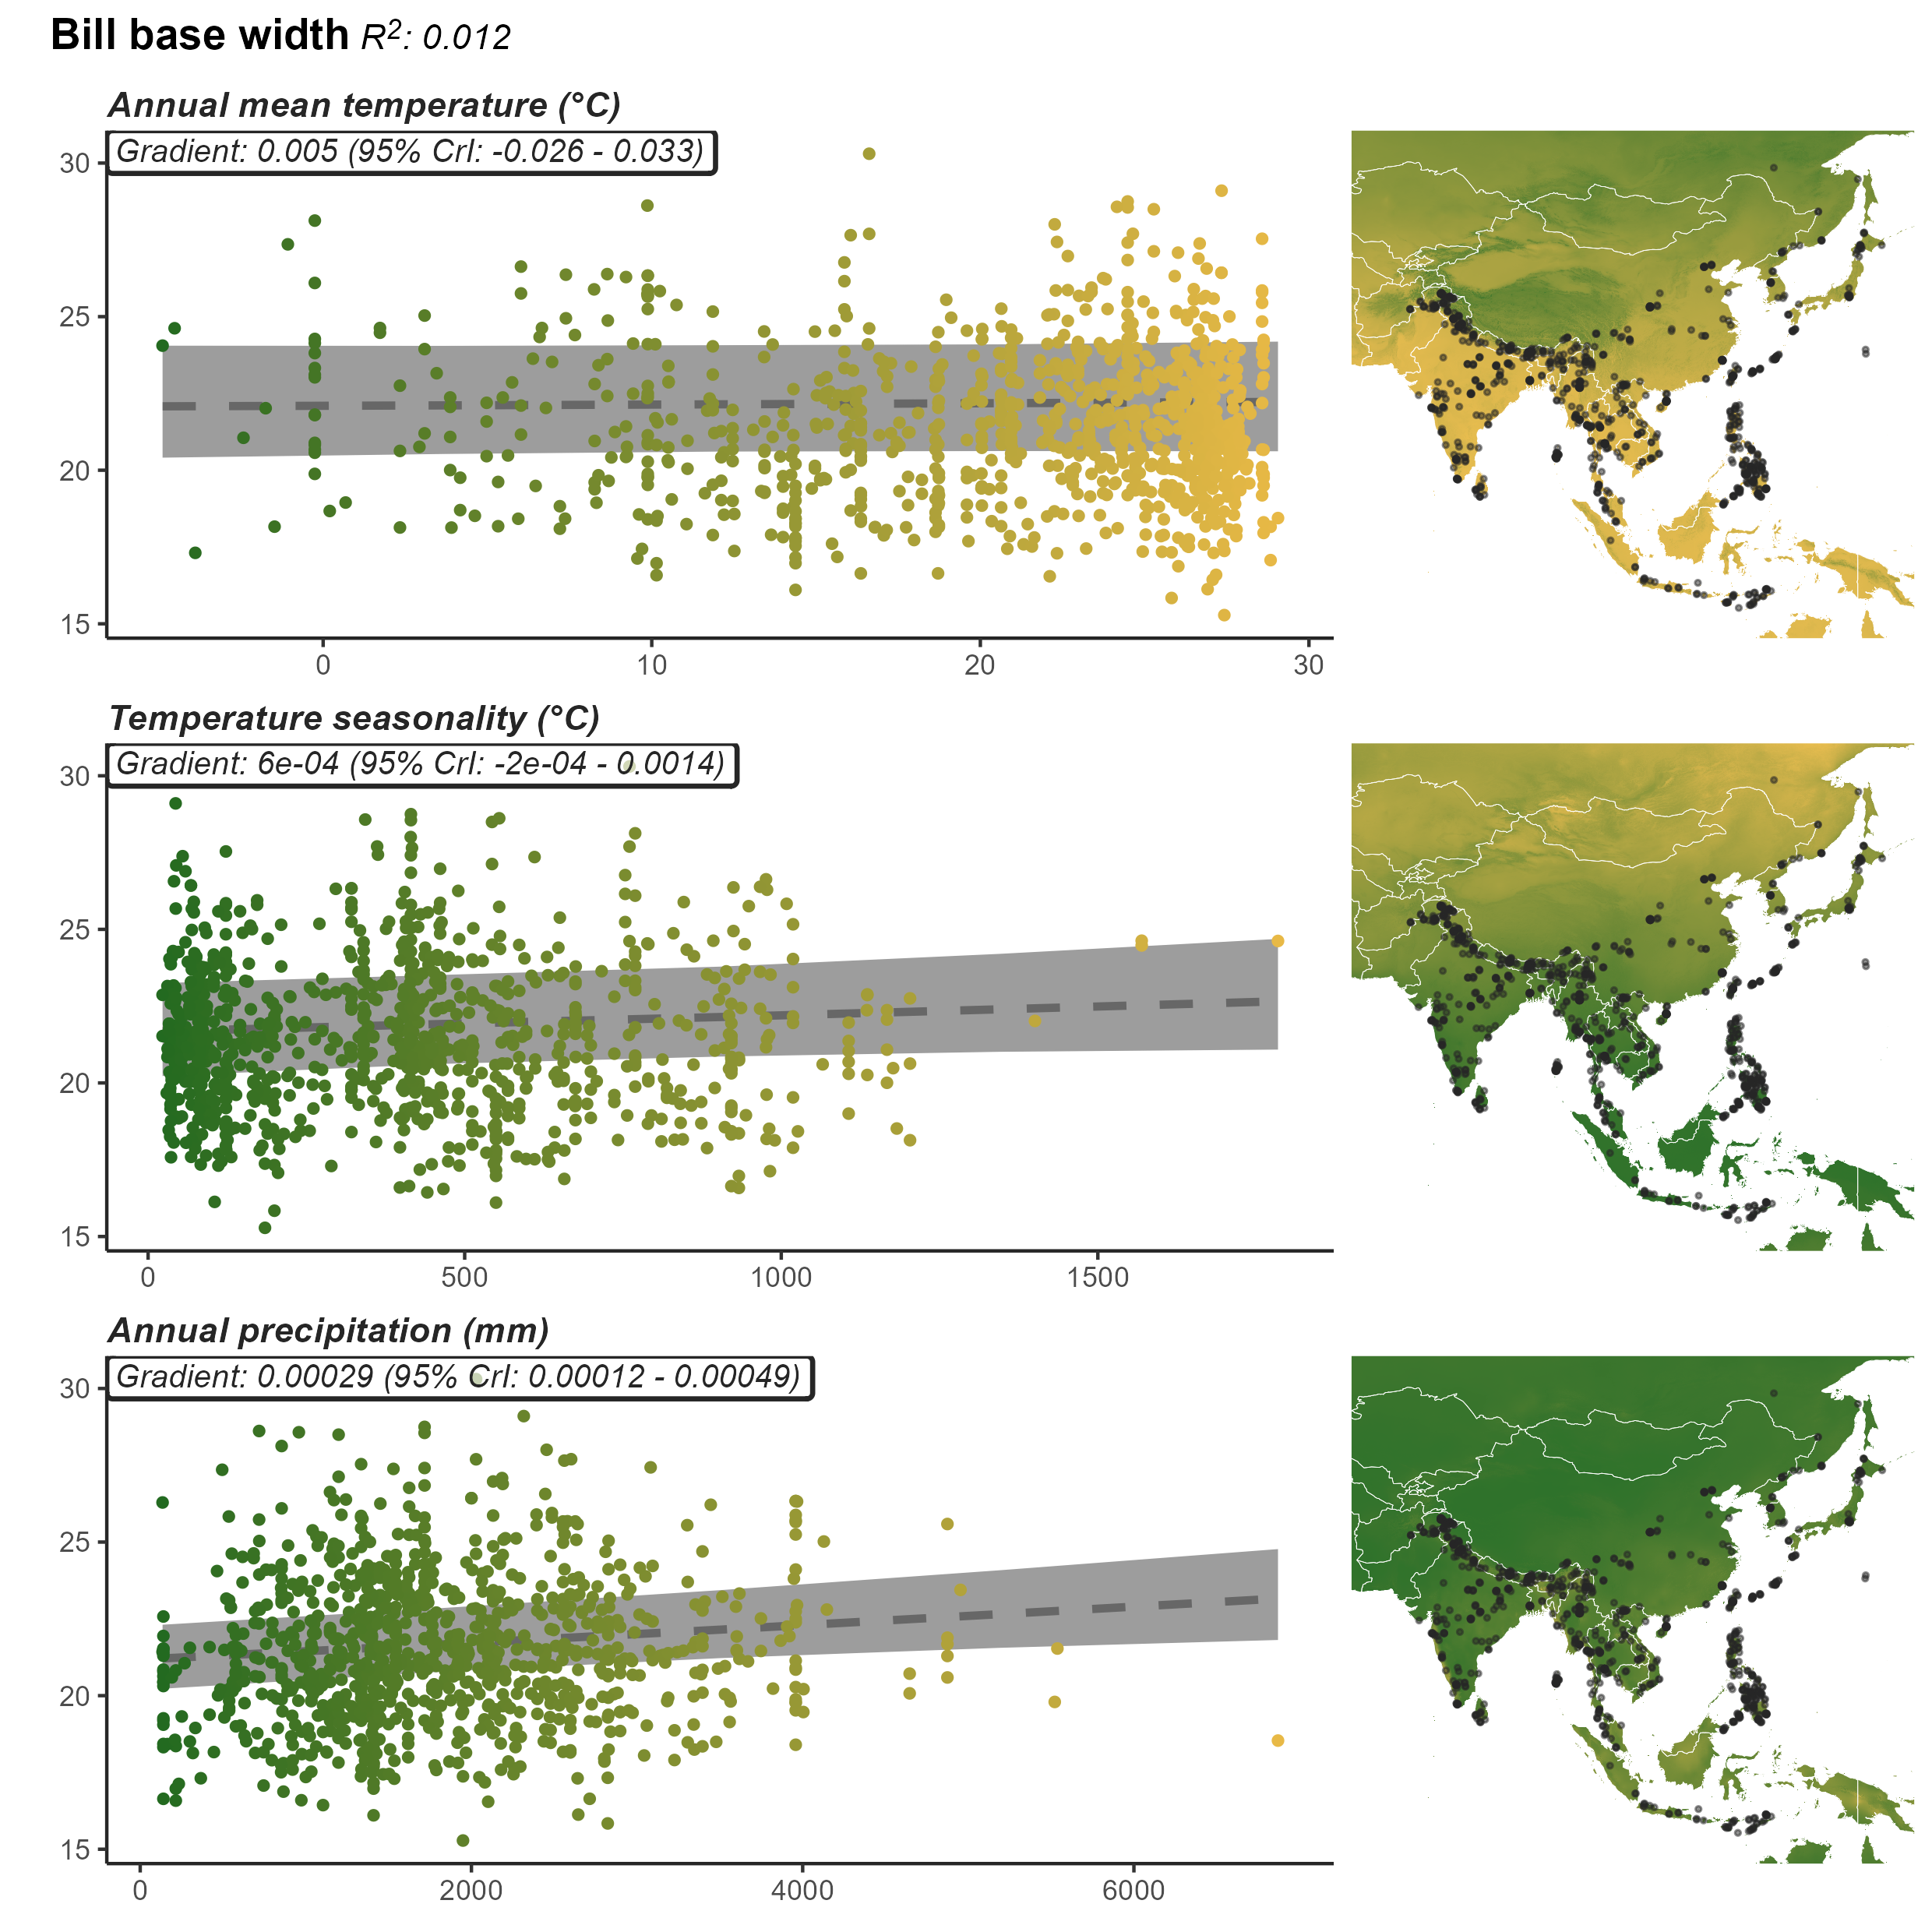 Bill base width R²: 0.012
Annual mean temperature (°C)
Gradient: 0.005 (95% CrI: -0.026 - 0.033)
30
25
20
15
0 10 20 30
Temperature seasonality (°C)
Gradient: 6e-04 (95% CrI: -2e-04 - 0.0014)
30
25
20
15
0 500 1000 1500
Annual precipitation (mm)
Gradient: 0.00029 (95% CrI: 0.00012 - 0.00049)
30
25
20
15
0 2000 4000 6000